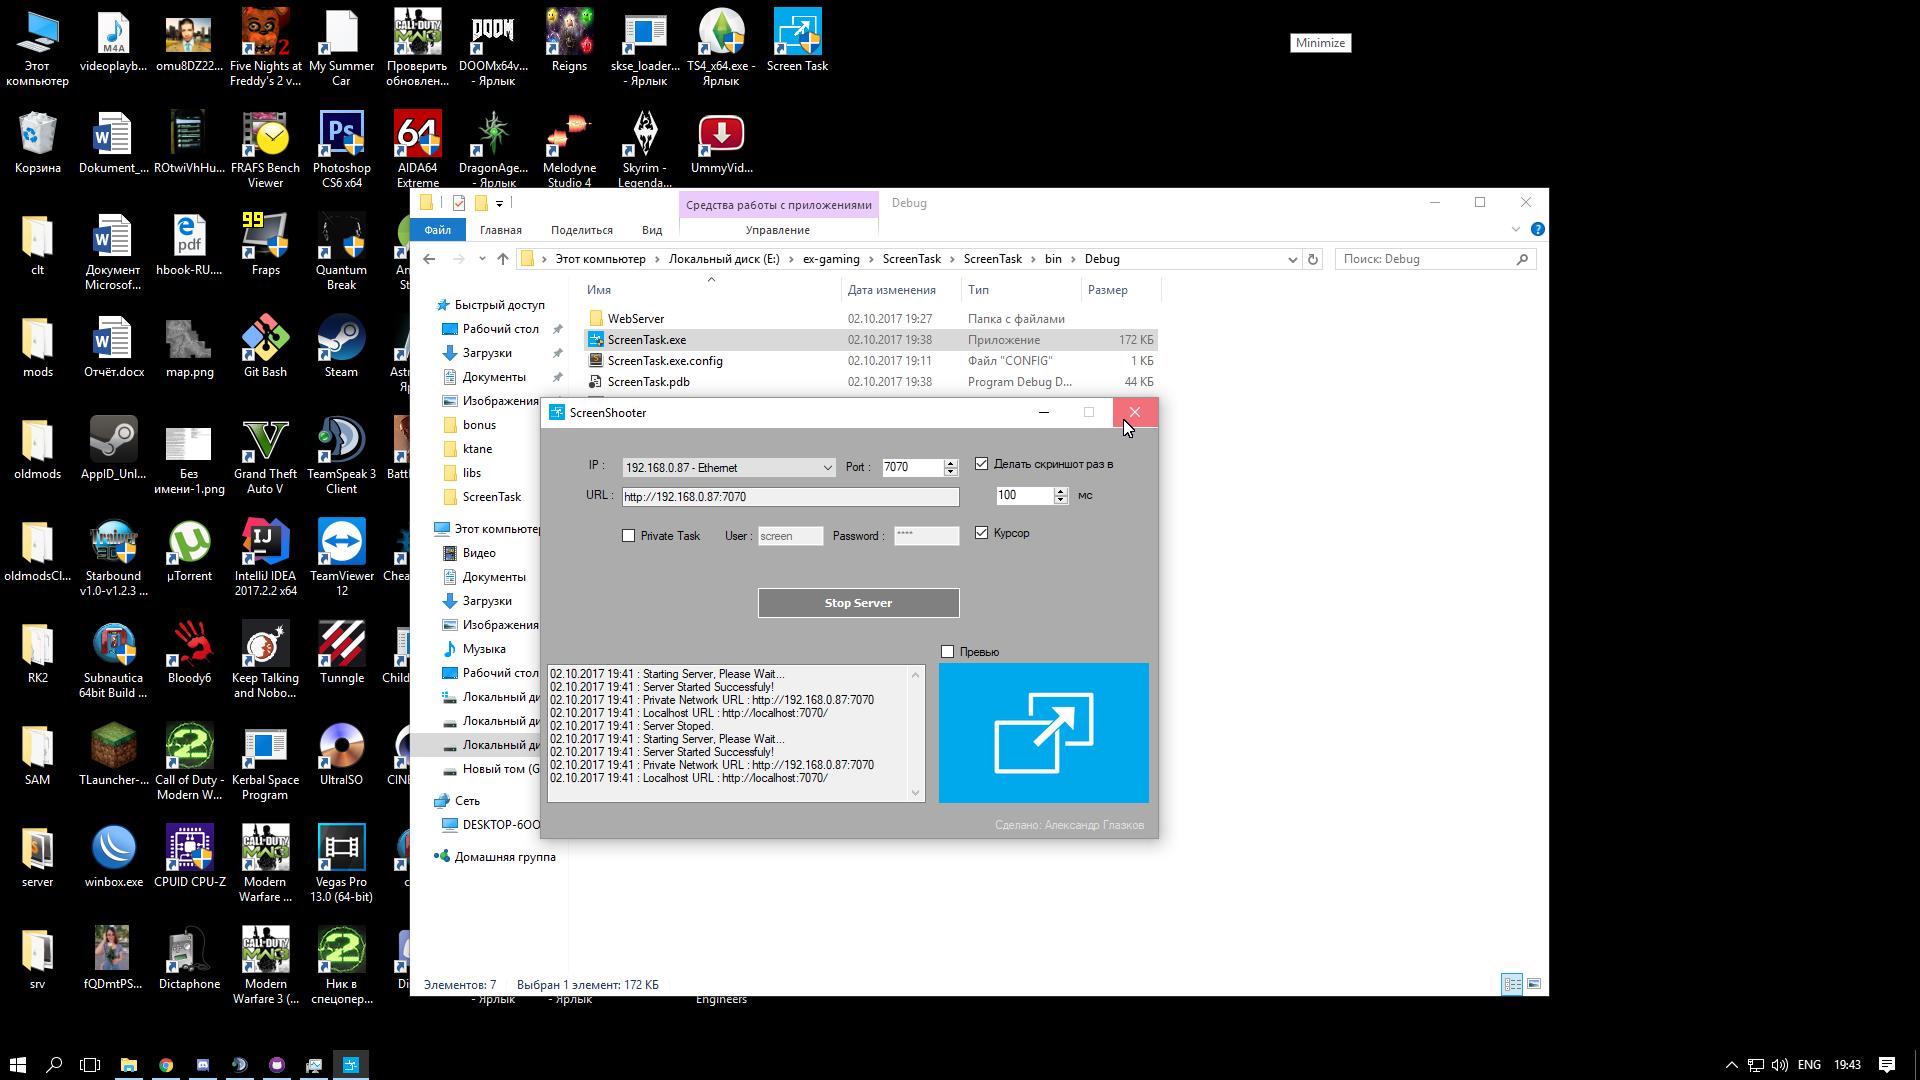 Minimize
Этот компьютер
videoplayb...
omu8DZ22...
Five Nights at Freddy's 2 v...
My Summer Car
Проверить обновлен...
DOOMx64v... - Ярлык
Reigns
skse_loader... - Ярлык
TS4_x64.exe - Ярлык
Screen Task
Корзина
Dokument_...
ROtwiVhHu...
FRAFS Bench Viewer
Photoshop CS6 x64
AIDA64 Extreme
DragonAge... - Ярлык
Melodyne Studio 4
Skyrim - Legenda...
UmmyVid...
clt
Документ Microsof...
hbook-RU....
Fraps
Quantum Break
mods
Отчёт.docx
map.png
Git Bash
Steam
oldmods
AppID_Unl...
Без имени-1.png
Grand Theft Auto V
TeamSpeak 3 Client
oldmodsCl...
Starbound v1.0-v1.2.3 ...
µTorrent
IntelliJ IDEA 2017.2.2 x64
TeamViewer 12
RK2
Subnautica 64bit Build ...
Bloody6
Keep Talking and Nobo...
Tunngle
SAM
TLauncher-...
Call of Duty - Modern W...
Kerbal Space Program
UltraISO
server
winbox.exe
CPUID CPU-Z
Modern Warfare ...
Vegas Pro 13.0 (64-bit)
srv
fQDmtPS...
Dictaphone
Modern Warfare 3 (...
Ник в спецопер...
- Ярлык
- Ярлык
Engineers
Средства работы с приложениями
Debug
Файл
Главная
Поделиться
Вид
Управление
Этот компьютер
Локальный диск (E:)
ex-gaming
ScreenTask
ScreenTask
bin
Debug
Поиск: Debug
Имя
Дата изменения
Тип
Размер
WebServer 02.10.2017 19:27 Папка с файлами
ScreenTask.exe 02.10.2017 19:38 Приложение 172 КБ
ScreenTask.exe.config 02.10.2017 19:11 Файл "CONFIG" 1 КБ
ScreenTask.pdb 02.10.2017 19:38 Program Debug D... 44 КБ
Быстрый доступ
Рабочий стол
Загрузки
Документы
Изображения
bonus
ktane
libs
ScreenTask
Этот компьютер
Видео
Документы
Загрузки
Изображения
Музыка
Рабочий стол
Локальный ди
Локальный ди
Локальный ди
Новый том (G
Сеть
DESKTOP-6OO
Домашняя группа
Элементов: 7
Выбран 1 элемент: 172 КБ
ScreenShooter
IP :
192.168.0.87 - Ethernet
Port :
7070
Делать скриншот раз в
URL :
http://192.168.0.87:7070
100
мс
Private Task
User :
screen
Password :
****
Курсор
Stop Server
Превью
02.10.2017 19:41 : Starting Server, Please Wait...
02.10.2017 19:41 : Server Started Successfuly!
02.10.2017 19:41 : Private Network URL : http://192.168.0.87:7070
02.10.2017 19:41 : Localhost URL : http://localhost:7070/
02.10.2017 19:41 : Server Stoped.
02.10.2017 19:41 : Starting Server, Please Wait...
02.10.2017 19:41 : Server Started Successfuly!
02.10.2017 19:41 : Private Network URL : http://192.168.0.87:7070
02.10.2017 19:41 : Localhost URL : http://localhost:7070/
Сделано: Александр Глазков
ENG
19:43